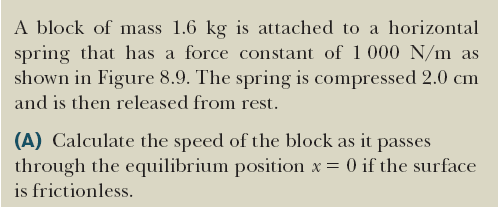 A block of mass 1.6 kg is attached to a horizontal
spring that has a force constant of 1 000 N/m as
shown in Figure 8.9. The spring is compressed 2.0 cm
and is then released from rest.
(A) Calculate the speed of the block as it passes
through the equilibrium position x = 0 if the surface
is frictionless.